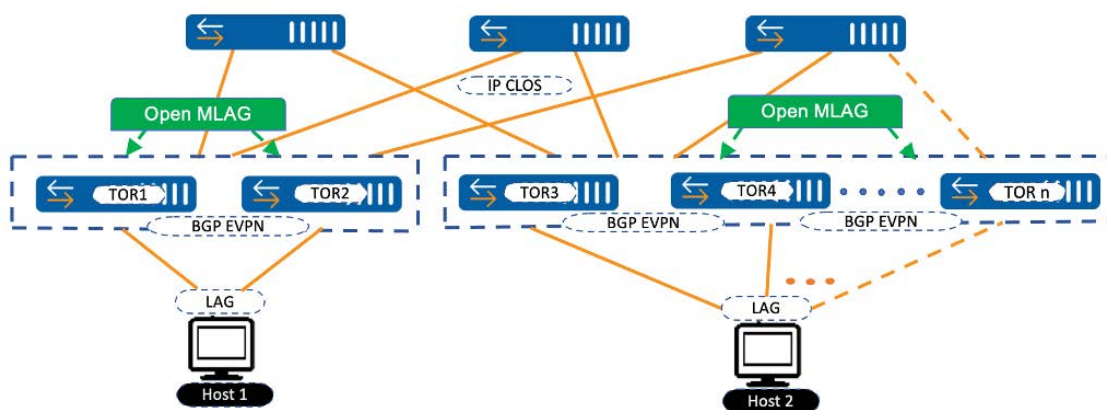 IP CLOS
Open MLAG
Open MLAG
TOR1
TOR2
TOR3
TOR4
TOR n
BGP EVPN
BGP EVPN
BGP EVPN
LAG
LAG
Host 1
Host 2